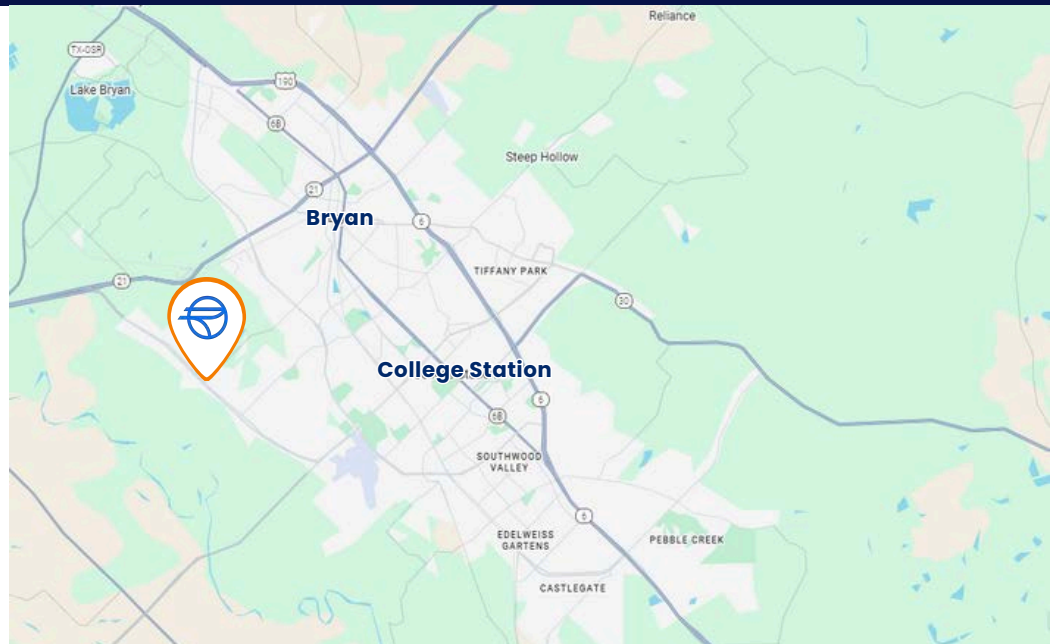 Reliance
TX-OSR
190
Lake Bryan
6B
Steep Hollow
21
Bryan
6
TIFFANY PARK
21
30
College Station
6
6B
SOUTHWOOD
VALLEY
6
EDELWEISS
GARTENS
PEBBLE CREEK
CASTLEGATE